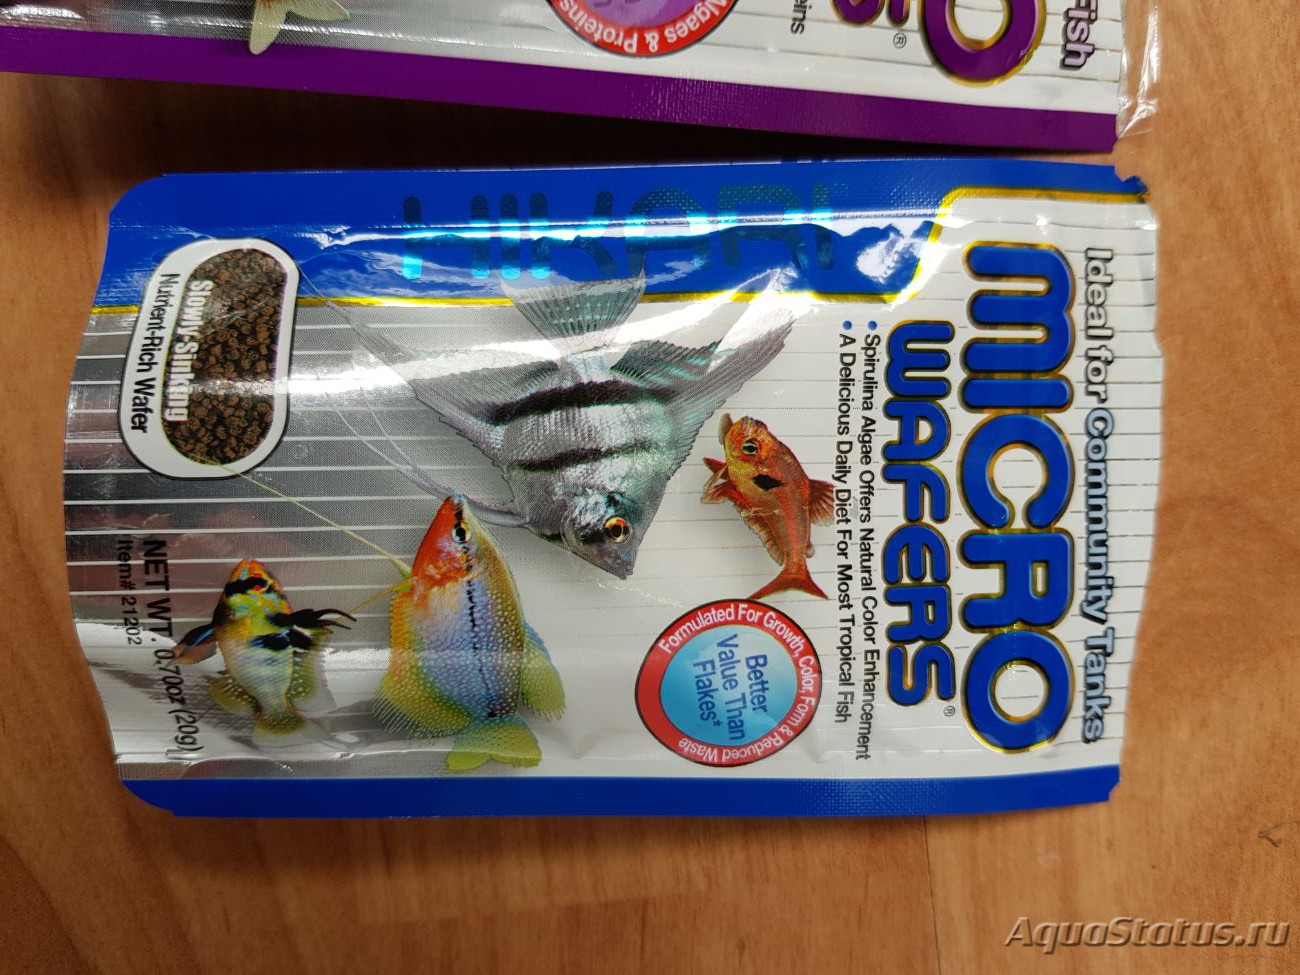 Ideal for Community Tanks
MICRO
WAFERS®
• Spirulina Algae Offers Natural Color Enhancement
• A Delicious Daily Diet For Most Tropical Fish
HIKARI
Formulated For Growth, Color, Form & Reduced Waste
Better
Value Than
Flakes*
Slowly-Sinking
Nutrient-Rich Wafer
NET WT. 0.70oz (20g)
Item# 21202
Fish
®
Algaes & Proteins
AquaStatus.ru